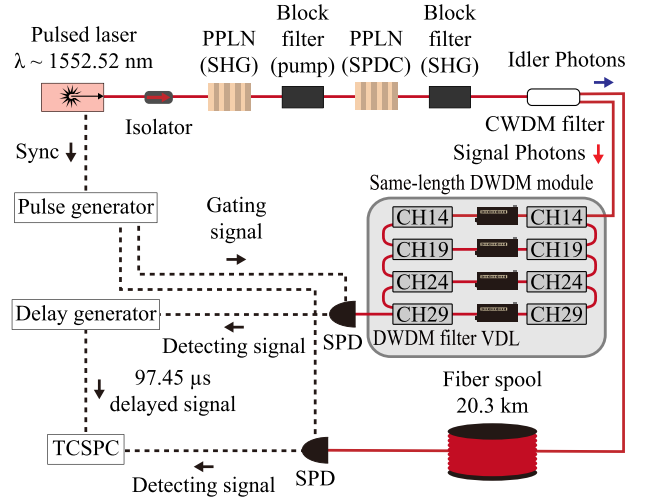 Pulsed laser
λ ~ 1552.52 nm
PPLN
(SHG)
Block
filter
(pump)
PPLN
(SPDC)
Block
filter
(SHG)
Idler Photons
Isolator
CWDM filter
Sync
Signal Photons
Same-length DWDM module
Pulse generator
Gating
signal
CH14
CH14
CH19
CH19
CH24
CH24
CH29
CH29
Delay generator
SPD
DWDM filter VDL
Detecting signal
97.45 µs
delayed signal
Fiber spool
20.3 km
TCSPC
SPD
Detecting signal